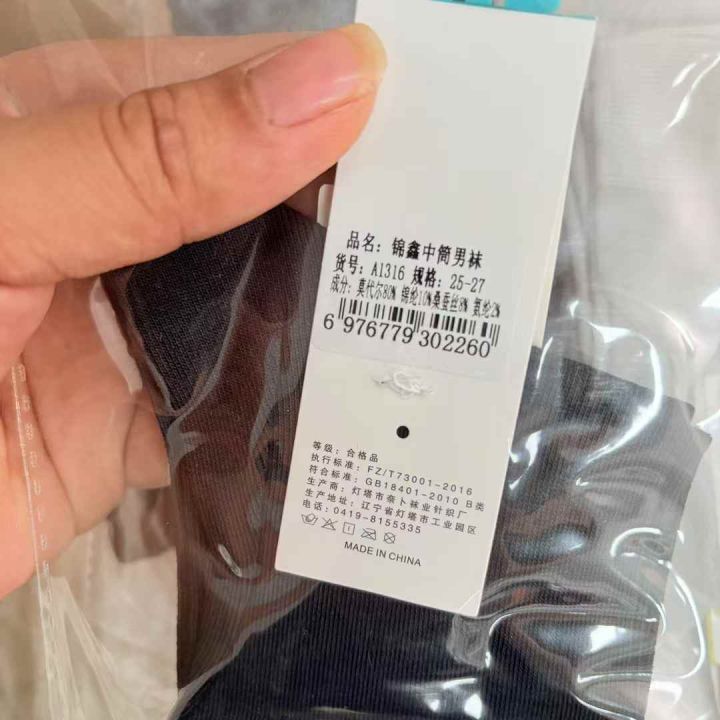 品名：锦鑫中筒男袜
货号：A1316 规格：25-27
成分：莫代尔80% 锦纶10%桑蚕丝8% 氨纶2%
6 976779 302260
等级：合格品
执行标准：FZ/T73001-2016
符合标准：GB18401-2010 B类
生产商：灯塔市奈卜袜业针织厂
生产地址：辽宁省灯塔市工业园区
电话：0419-8155335
MADE IN CHINA